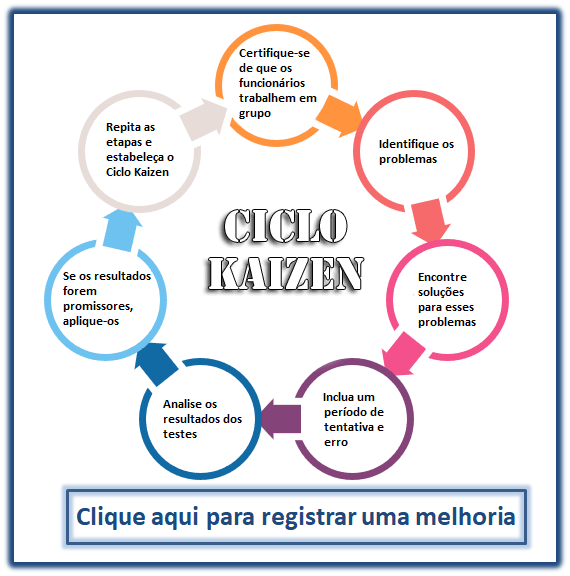 Certifique-se
de que os
funcionários
trabalhem em
grupo
Identifique os
problemas
Encontre
soluções
para esses
problemas
Inclua um
período de
tentativa e
erro
Analise os
resultados dos
testes
Se os resultados
forem
promissores,
aplique-os
Repita as
etapas e
estabeleça o
Ciclo Kaizen
CICLO
KAIZEN
Clique aqui para registrar uma melhoria